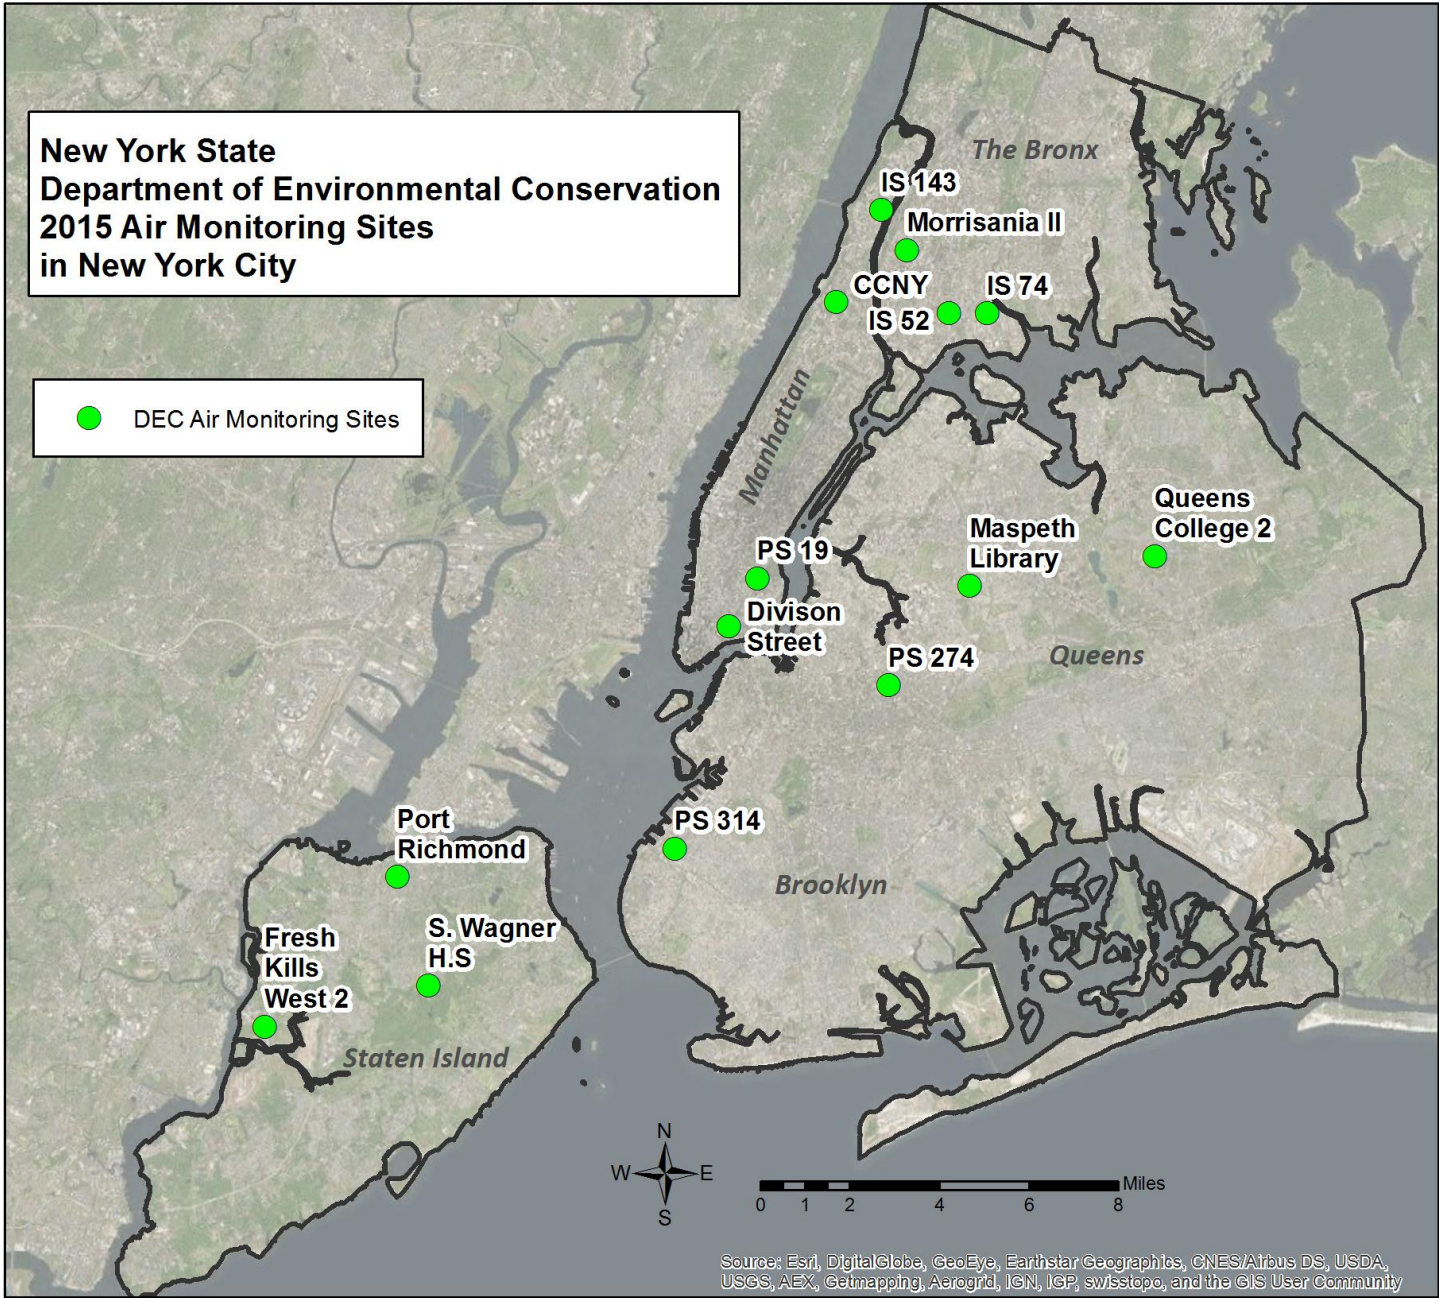 New York State
Department of Environmental Conservation
2015 Air Monitoring Sites
in New York City
DEC Air Monitoring Sites
The Bronx
IS 143
Morrisania II
CCNY
IS 74
IS 52
Manhattan
Queens
College 2
Maspeth
Library
PS 19
Divison
Street
Queens
PS 274
PS 314
Brooklyn
Port
Richmond
S. Wagner
H.S
Fresh
Kills
West 2
Staten Island
N
W E
S
Miles
0 1 2 4 6 8
Source: Esri, DigitalGlobe, GeoEye, Earthstar Geographics, CNES/Airbus DS, USDA,
USGS, AEX, Getmapping, Aerogrid, IGN, IGP, swisstopo, and the GIS User Community